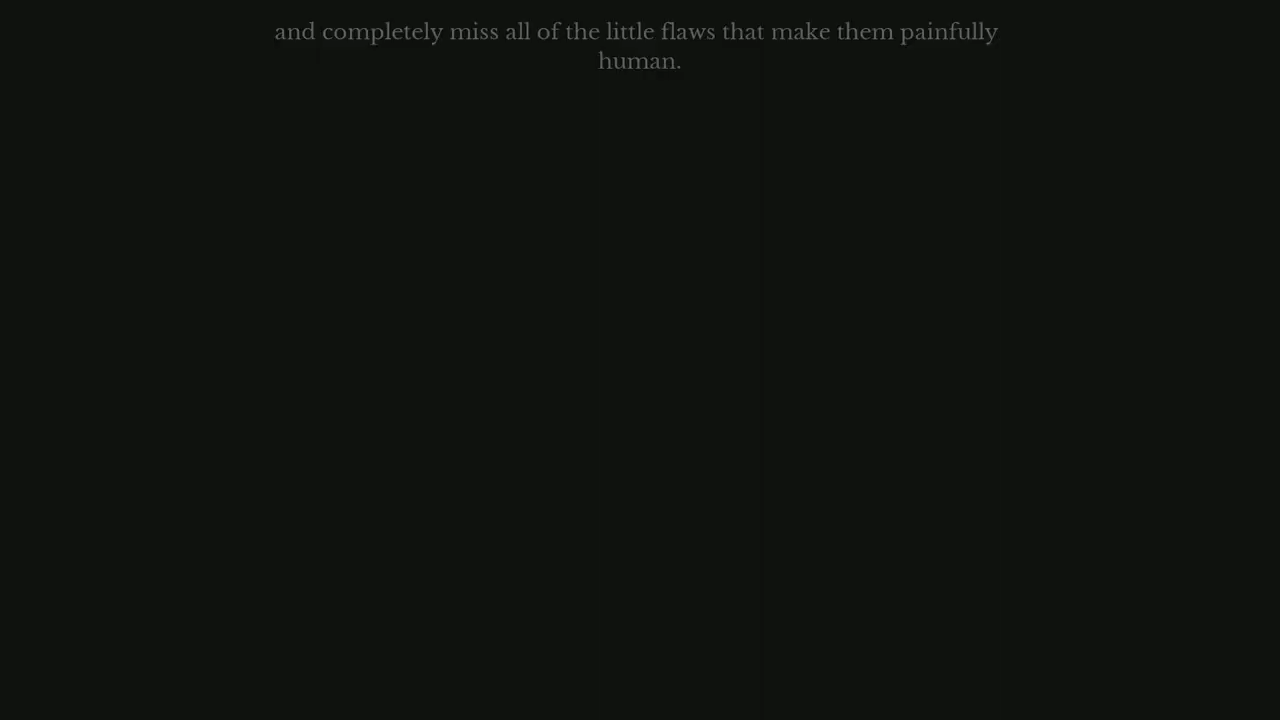 and completely miss all of the little flaws that make them painfully
human.